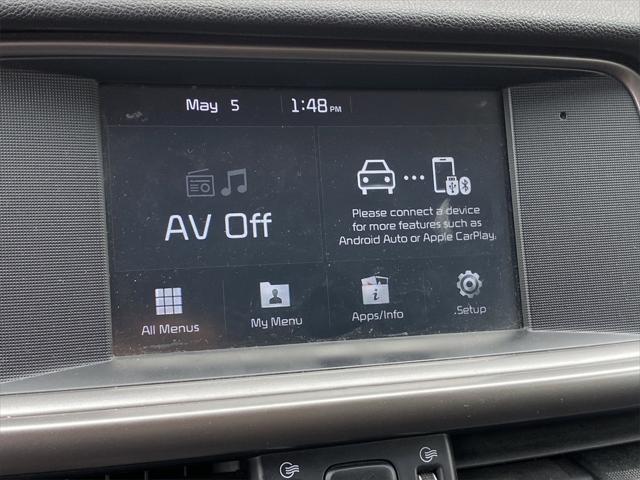 May 5 1:48 PM
AV Off
Please connect a device
for more features such as
Android Auto or Apple CarPlay.
All Menus
My Menu
Apps/Info
Setup